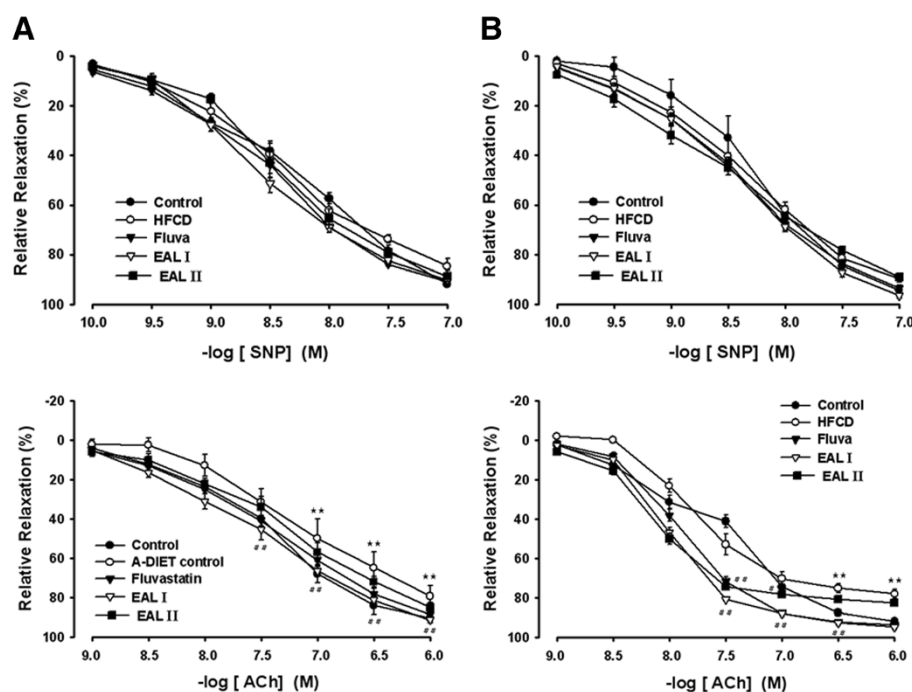 A
B
0
20
40
60
80
100
Relative Relaxation (%)
Control
HFCD
Fluva
EAL I
EAL II
10.0 9.5 9.0 8.5 8.0 7.5 7.0
-log [ SNP] (M)
0
20
40
60
80
100
Relative Relaxation (%)
Control
HFCD
Fluva
EAL I
EAL II
10.0 9.5 9.0 8.5 8.0 7.5 7.0
-log [ SNP] (M)
-20
0
20
40
60
80
100
Relative Relaxation (%)
**
**
**
##
##
##
##
Control
A-DIET control
Fluvastatin
EAL I
EAL II
9.0 8.5 8.0 7.5 7.0 6.5 6.0
-log [ ACh] (M)
-20
0
20
40
60
80
100
Relative Relaxation (%)
Control
HFCD
Fluva
EAL I
EAL II
**
**
##
##
##
##
9.0 8.5 8.0 7.5 7.0 6.5 6.0
-log [ ACh] (M)